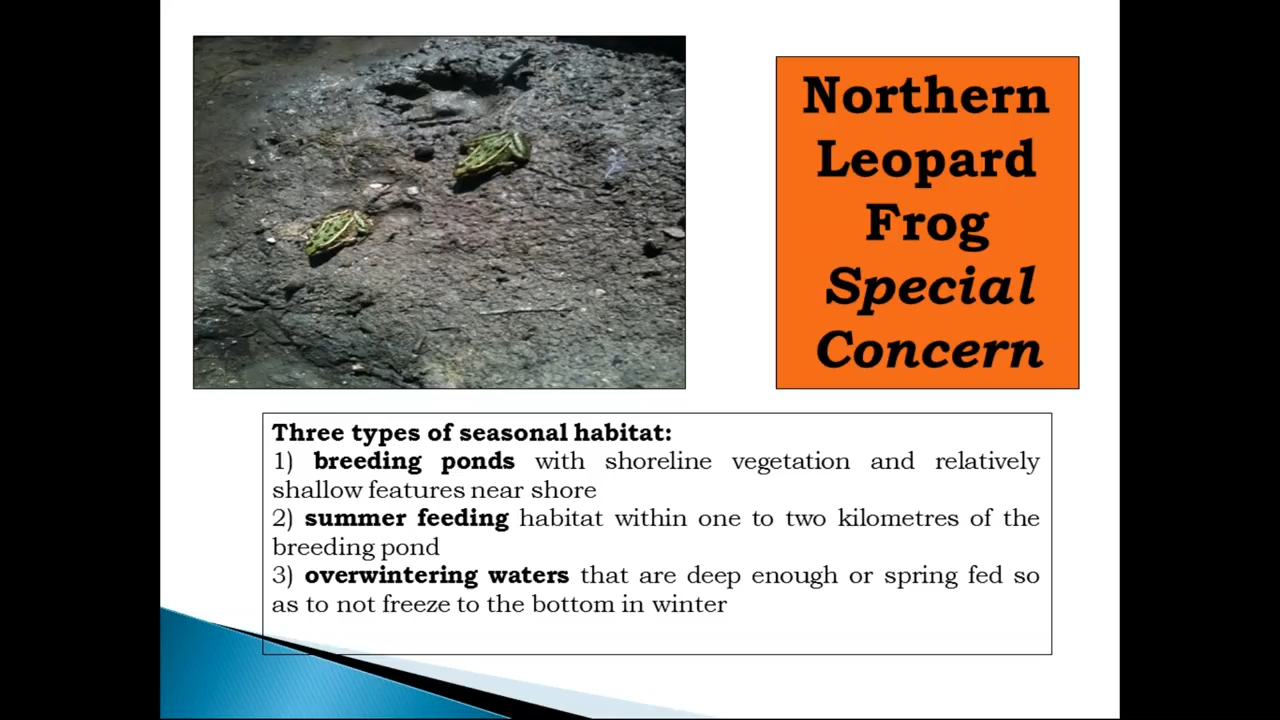 Northern
Leopard
Frog
Special
Concern
Three types of seasonal habitat:
1) breeding ponds with shoreline vegetation and relatively
shallow features near shore
2) summer feeding habitat within one to two kilometres of the
breeding pond
3) overwintering waters that are deep enough or spring fed so
as to not freeze to the bottom in winter